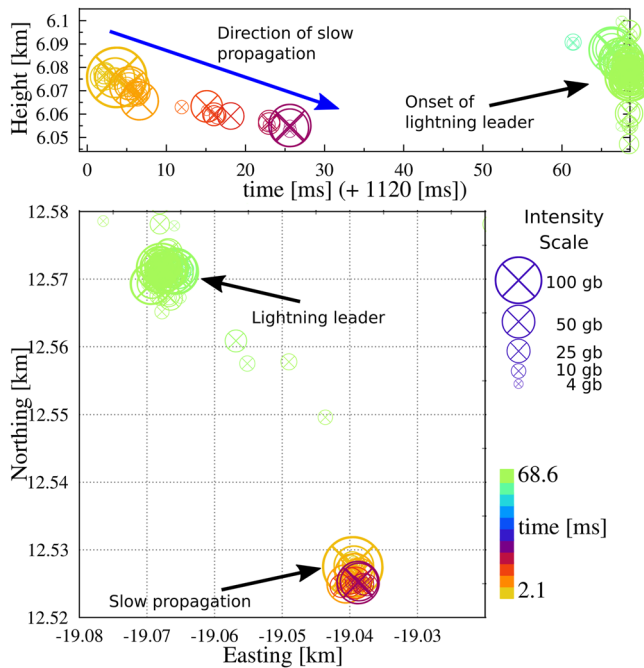 6.1
6.09
6.08
6.07
6.06
6.05
Height [km]
Direction of slow
propagation
Onset of
lightning leader
0 10 20 30 40 50 60
time [ms] (+ 1120 [ms])
12.58
12.57
12.56
12.55
12.54
12.53
12.52
Northing [km]
Lightning leader
Slow propagation
-19.08 -19.07 -19.06 -19.05 -19.04 -19.03
Easting [km]
Intensity
Scale
100 gb
50 gb
25 gb
10 gb
4 gb
68.6
time [ms]
2.1